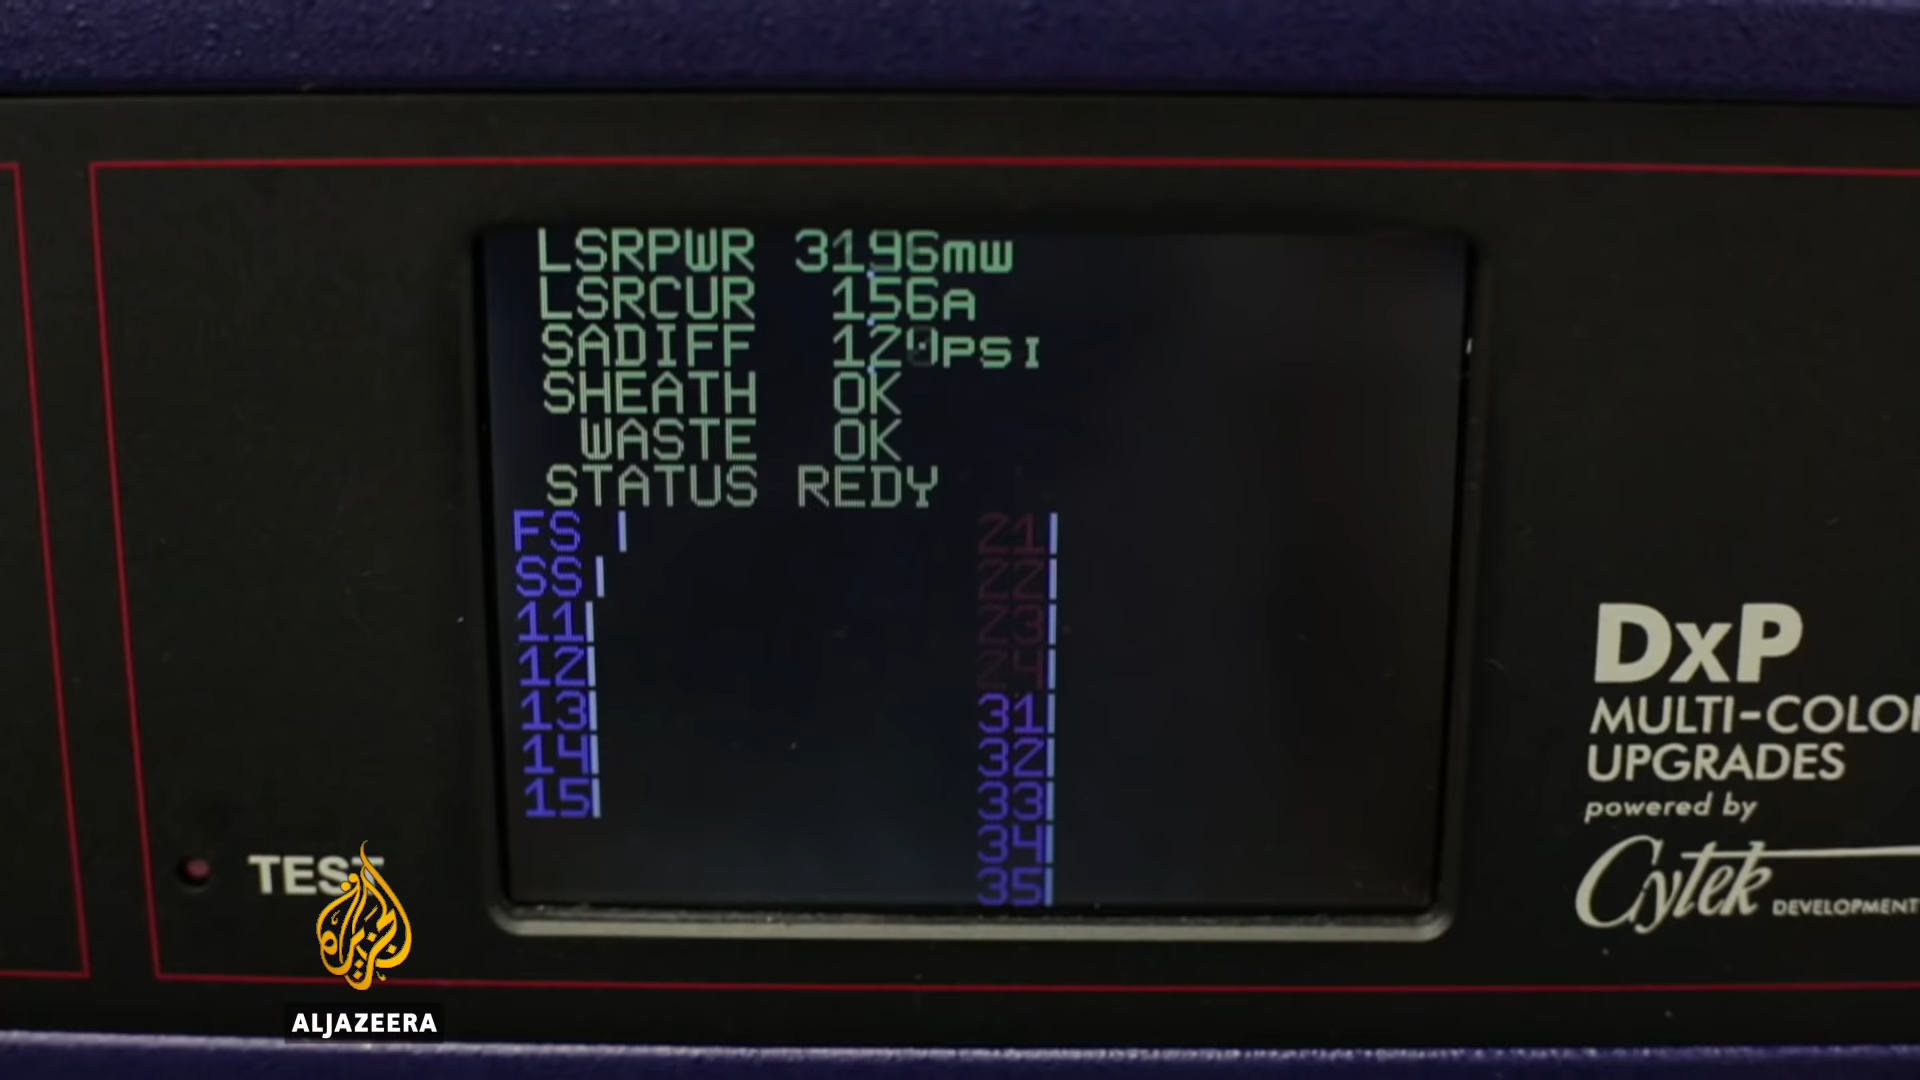 LSRPWR 3196mw
LSRCUR 156A
SADIFF 120PSI
SHEATH OK
WASTE OK
STATUS REDY
FS
SS
11
12
13
14
15
21
22
23
24
31
32
33
34
35
TEST
DxP
MULTI-COLOR
UPGRADES
powered by
Cytek DEVELOPMENT
الجزيرة
ALJAZEERA